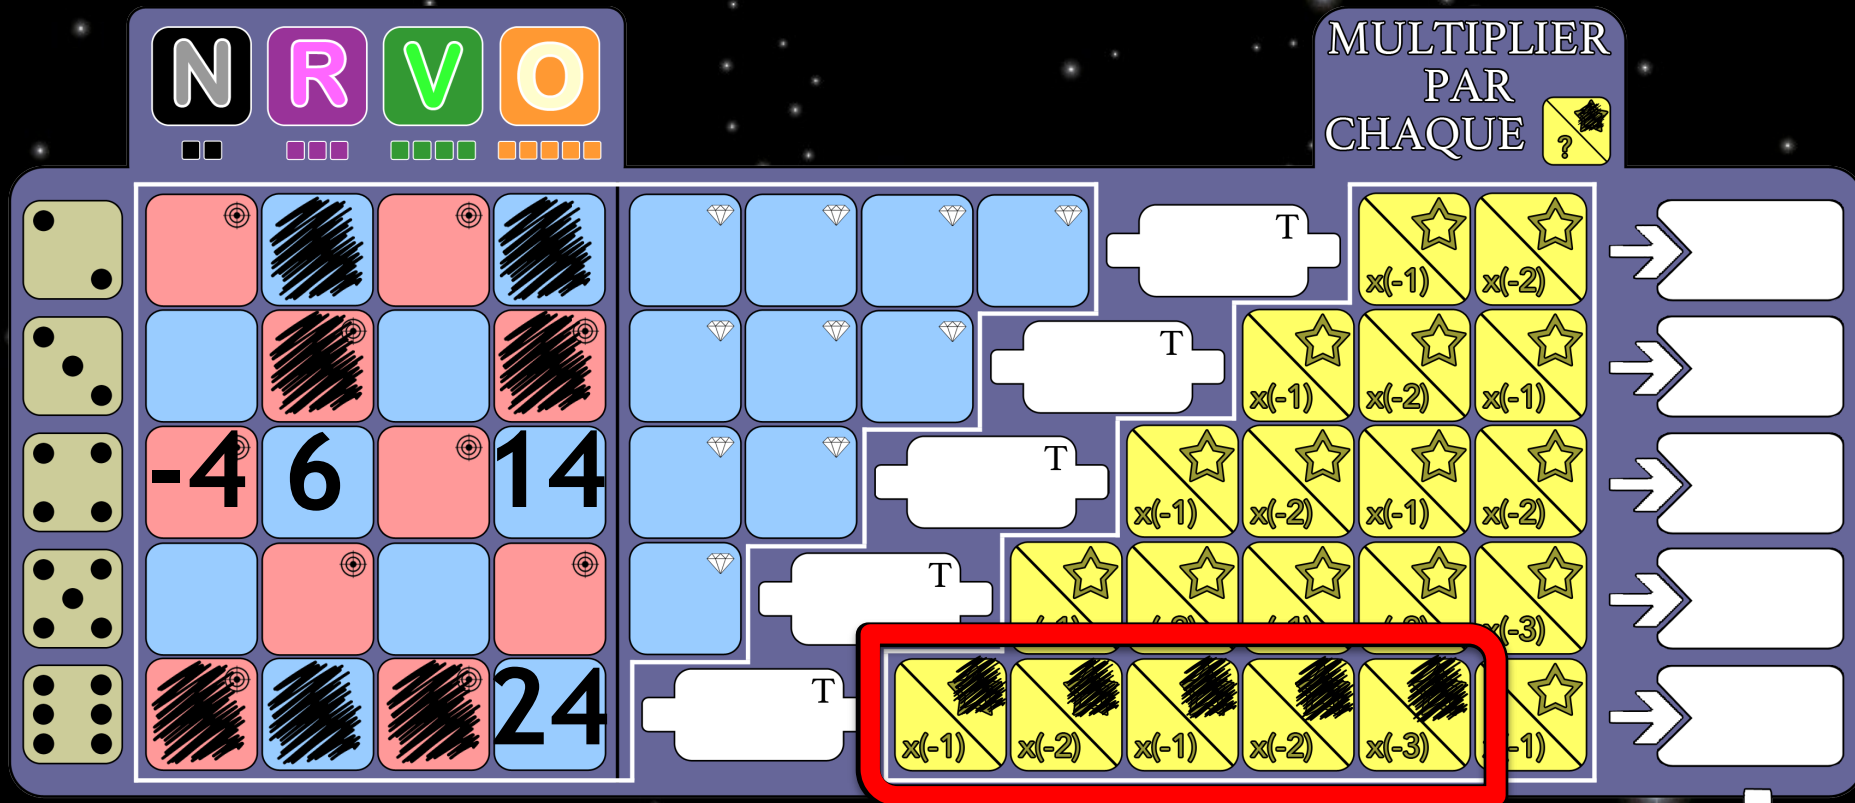 N R V O
MULTIPLIER
PAR
CHAQUE
?
T x(-1) x(-2)
T x(-1) x(-2) x(-1)
-4 6 14 T x(-1) x(-2) x(-1) x(-2)
T x(-3)
24 T x(-1) x(-2) x(-1) x(-2) x(-3) -1)